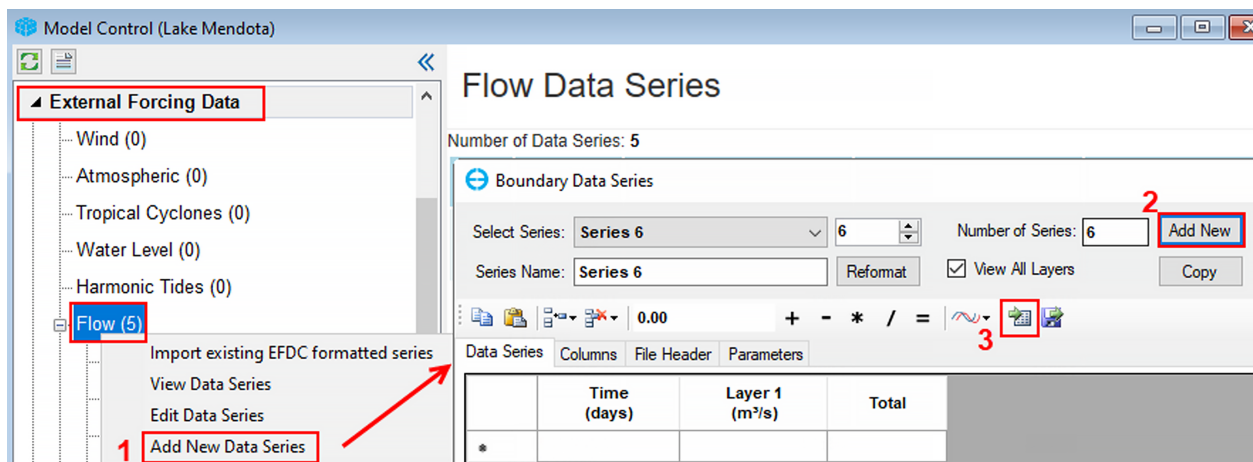 Model Control (Lake Mendota)
External Forcing Data
Wind (0)
Atmospheric (0)
Tropical Cyclones (0)
Water Level (0)
Harmonic Tides (0)
Flow (5)
Import existing EFDC formatted series
View Data Series
Edit Data Series
1 Add New Data Series
Flow Data Series
Number of Data Series: 5
Boundary Data Series
2
Select Series: Series 6 6 Number of Series: 6 Add New
Series Name: Series 6 Reformat View All Layers Copy
0.00 + - * / =
3
Data Series Columns File Header Parameters
Time (days) Layer 1 (m³/s) Total
*